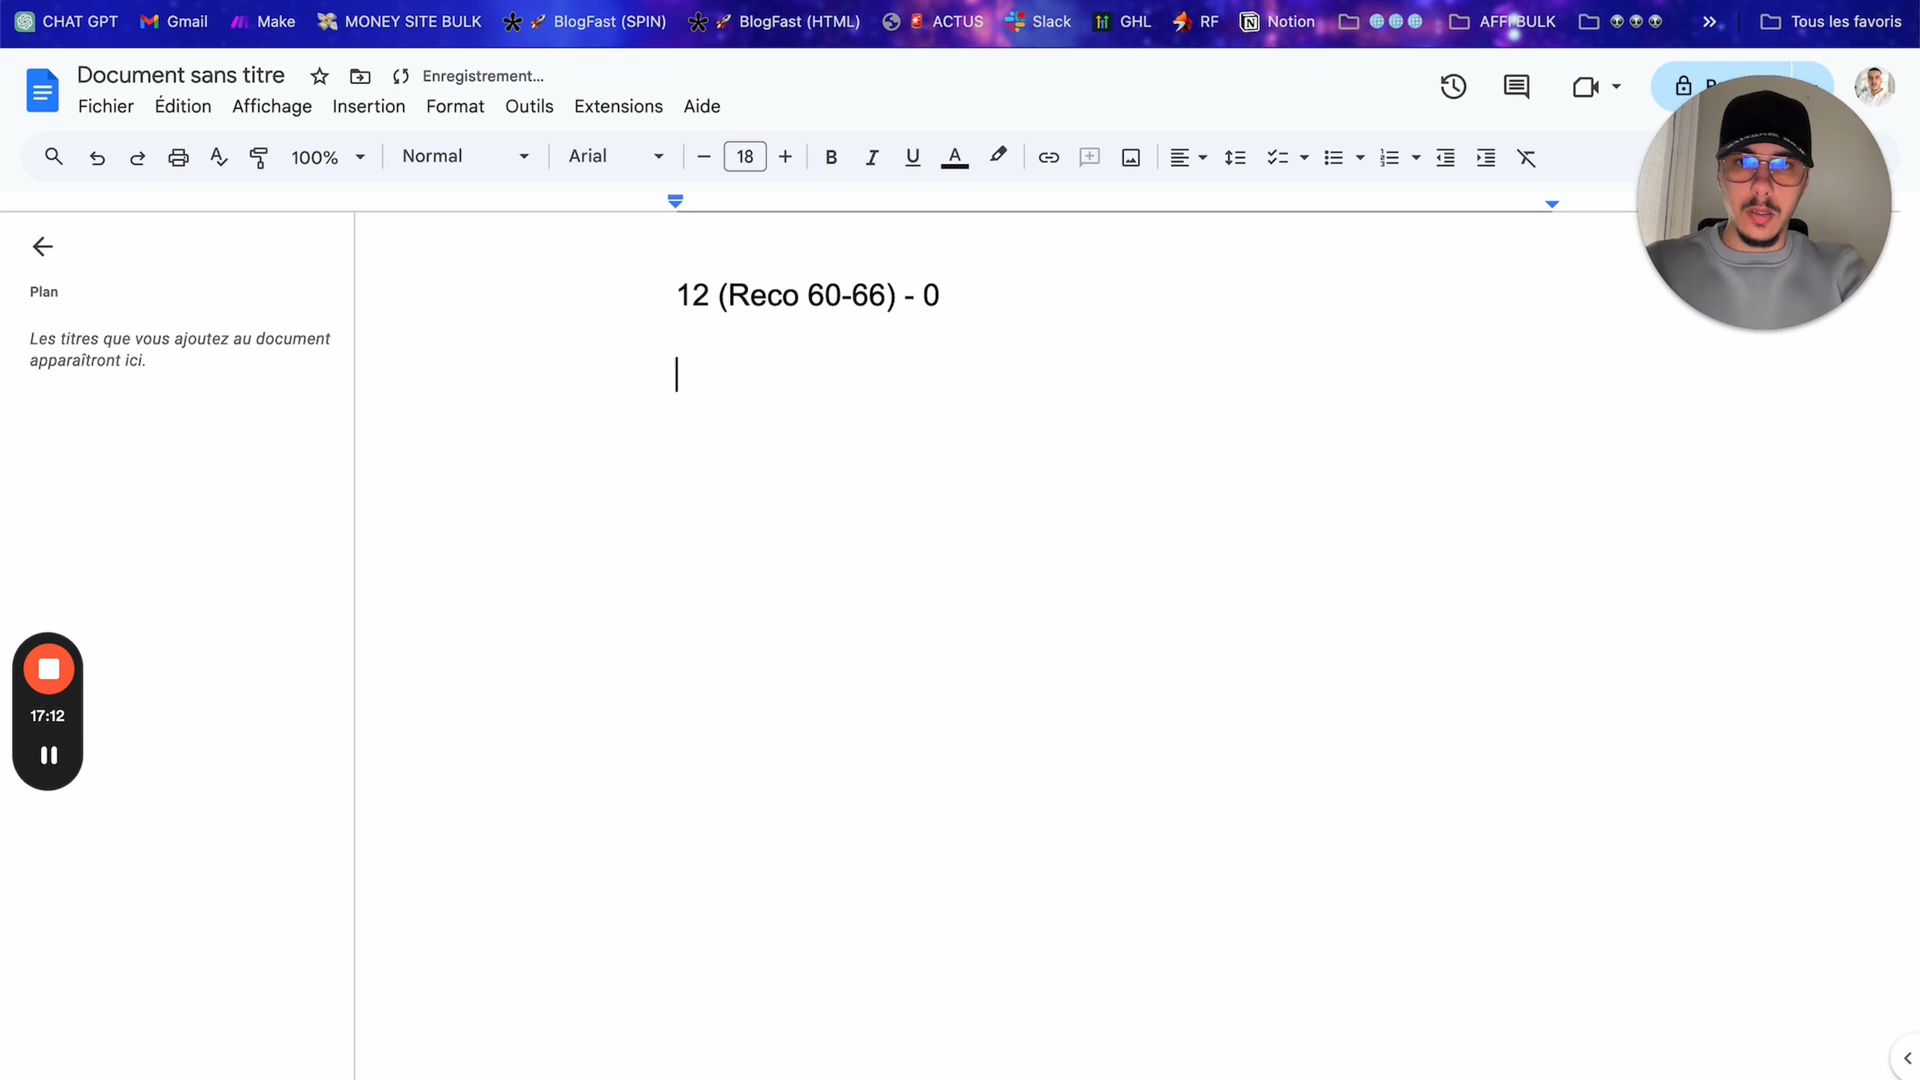 CHAT GPT Gmail Make MONEY SITE BULK BlogFast (SPIN) BlogFast (HTML) ACTUS Slack GHL RF Notion AFFI BULK Tous les favoris
Document sans titre Enregistrement...
Fichier Édition Affichage Insertion Format Outils Extensions Aide
100% Normal Arial 18
Plan
Les titres que vous ajoutez au document
apparaîtront ici.
12 (Reco 60-66) - 0
17:12